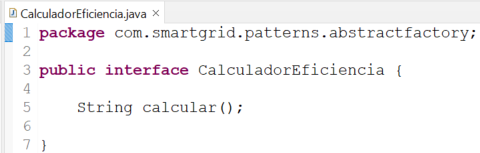 CalculadorEficiencia.java
1 package com.smartgrid.patterns.abstractfactory;
2
3 public interface CalculadorEficiencia {
4
5     String calcular();
6
7 }